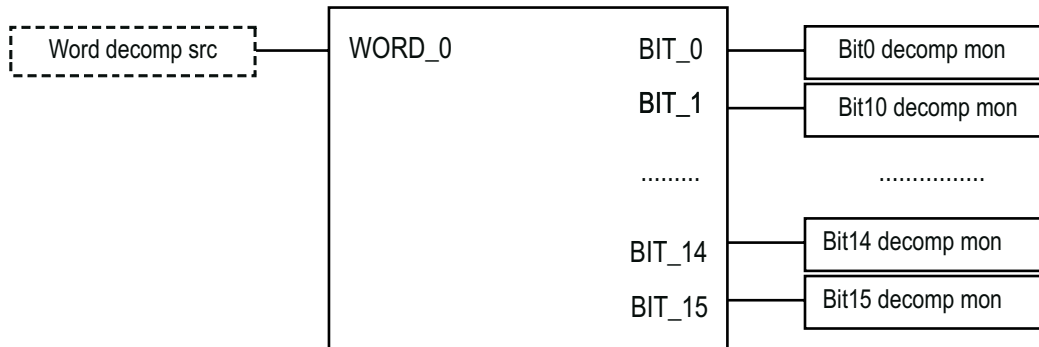 Word decomp src WORD_0 BIT_0 Bit0 decomp mon
BIT_1 Bit10 decomp mon
......... ................
BIT_14 Bit14 decomp mon
BIT_15 Bit15 decomp mon